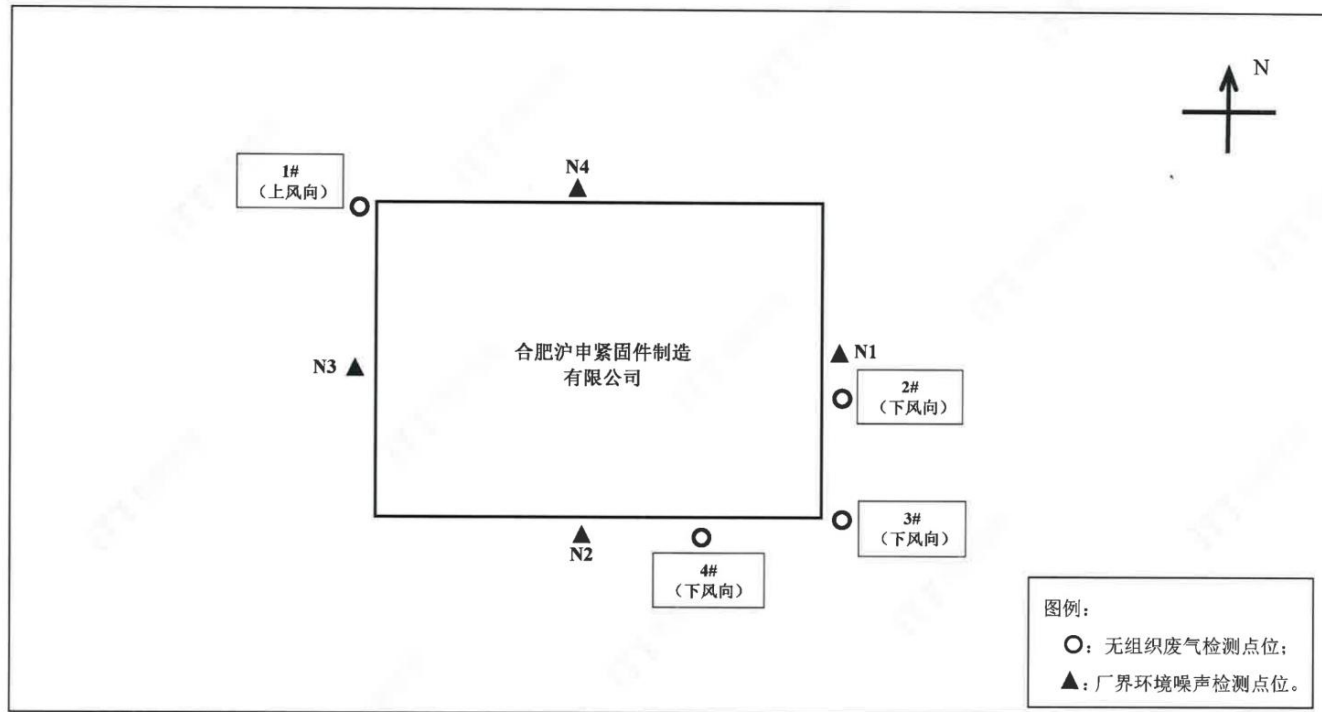 N
1#
（上风向）
N4
合肥沪申紧固件制造
有限公司
N3
N1
2#
（下风向）
3#
（下风向）
N2
4#
（下风向）
图例：
○：无组织废气检测点位；
▲：厂界环境噪声检测点位。